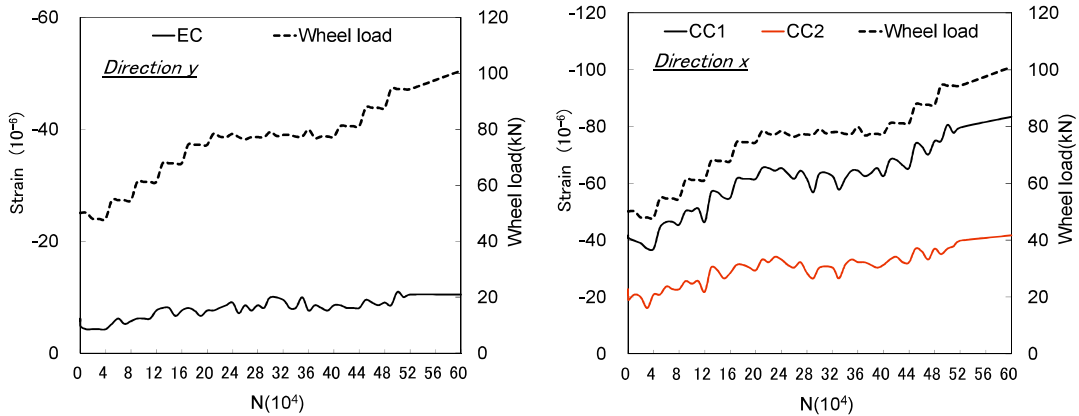 EC Wheel load
Direction y
-60
-40
-20
0
120
100
80
60
40
20
0
Strain (10⁻⁶)
Wheel load(kN)
0 4 8 12 16 20 24 28 32 36 40 44 48 52 56 60
N(10⁴)
CC1 CC2 Wheel load
Direction x
-120
-100
-80
-60
-40
-20
0
120
100
80
60
40
20
0
Strain (10⁻⁶)
Wheel load(kN)
0 4 8 12 16 20 24 28 32 36 40 44 48 52 56 60
N(10⁴)